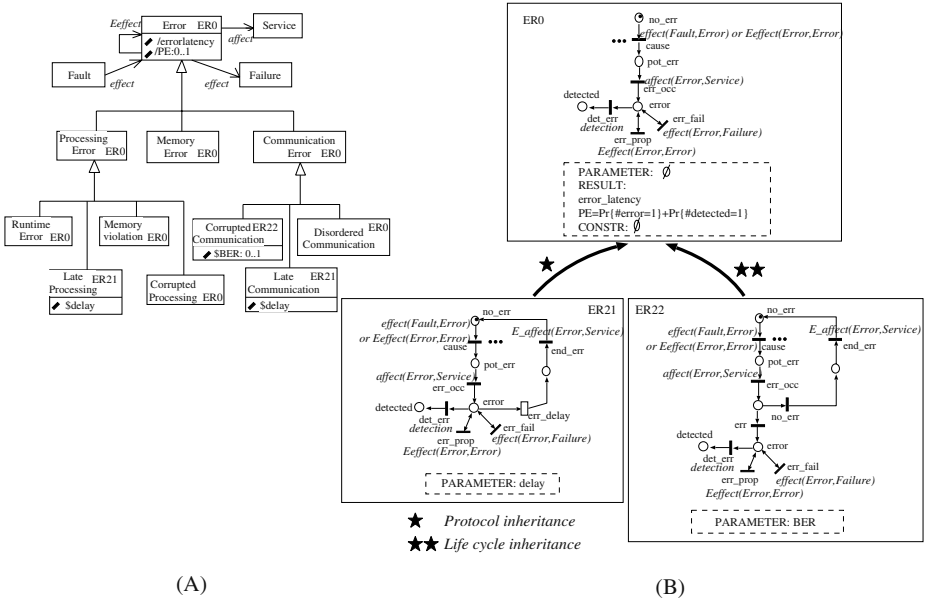 Eeffect
Error ER0
/errorlatency
/PE:0..1
Service
affect
Fault
effect
Failure
effect
Processing
Error ER0
Memory
Error ER0
Communication
Error ER0
Runtime
Error ER0
Memory
violation ER0
Corrupted ER22
Communication
$BER: 0..1
Disordered ER0
Communication
Late ER21
Processing
$delay
Corrupted
Processing ER0
Late ER21
Communication
$delay
(A)
ER0
no_err
effect(Fault,Error) or Eeffect(Error,Error)
cause
pot_err
affect(Error,Service)
err_occ
detected
error
det_err
detection
err_fail
effect(Error,Failure)
err_prop
Eeffect(Error,Error)
PARAMETER: ∅
RESULT:
error_latency
PE=Pr{#error=1}+Pr{#detected=1}
CONSTR: ∅
★
★★
ER21
no_err
effect(Fault,Error)
or Eeffect(Error,Error)
cause
E_affect(Error,Service)
end_err
pot_err
affect(Error,Service)
err_occ
detected
error
det_err
detection
err_delay
err_fail
err_prop
effect(Error,Failure)
Eeffect(Error,Error)
PARAMETER: delay
ER22
no_err
effect(Fault,Error)
or Eeffect(Error,Error)
cause
E_affect(Error,Service)
end_err
pot_err
affect(Error,Service)
err_occ
no_err
err
detected
error
det_err
detection
err_fail
err_prop
effect(Error,Failure)
Eeffect(Error,Error)
PARAMETER: BER
★ Protocol inheritance
★★ Life cycle inheritance
(B)